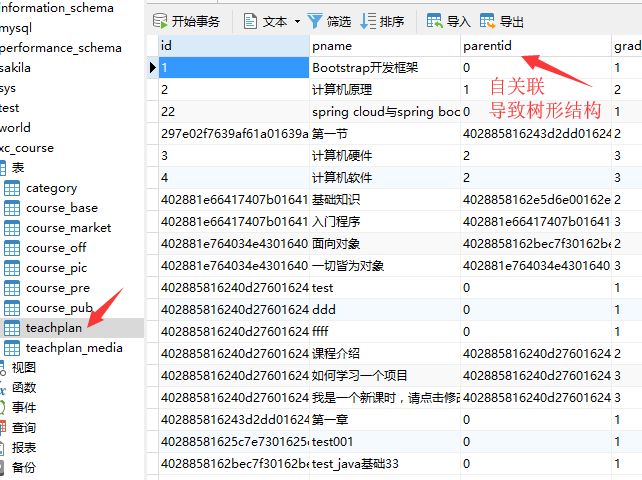 information_schema
mysql
performance_schema
sakila
sys
test
world
xc_course
表
category
course_base
course_market
course_off
course_pic
course_pre
course_pub
teachplan
teachplan_media
视图
函数
事件
查询
报表
备份
开始事务 文本 筛选 排序 导入 导出
id pname parentid grad
1 Bootstrap开发框架 0 1
2 计算机原理 1 2
22 spring cloud与spring boc 0 1
297e02f7639af61a01639a 第一节 402885816243d2dd01624 2
3 计算机硬件 2 3
4 计算机软件 2 3
402881e66417407b01641 基础知识 4028858162e5d6e00162e 2
402881e66417407b01641 入门程序 402881e66417407b01641 3
402881e764034e4301640 面向对象 4028858162bec7f30162be 2
402881e764034e4301640 一切皆为对象 402881e764034e4301640 3
402885816240d27601624 test 0 1
402885816240d27601624 ddd 0 1
402885816240d27601624 ffff 0 1
402885816240d27601624 课程介绍 402885816240d27601624 2
402885816240d27601624 如何学习一个项目 402885816240d27601624 3
402885816240d27601624 我是一个新课时，请点击修改 402885816240d27601624 3
402885816243d2dd01624 第一章 0 1
40288581625c7e7301625 test001 0 1
4028858162bec7f30162be test_java基础33 0 1
自关联
导致树形结构